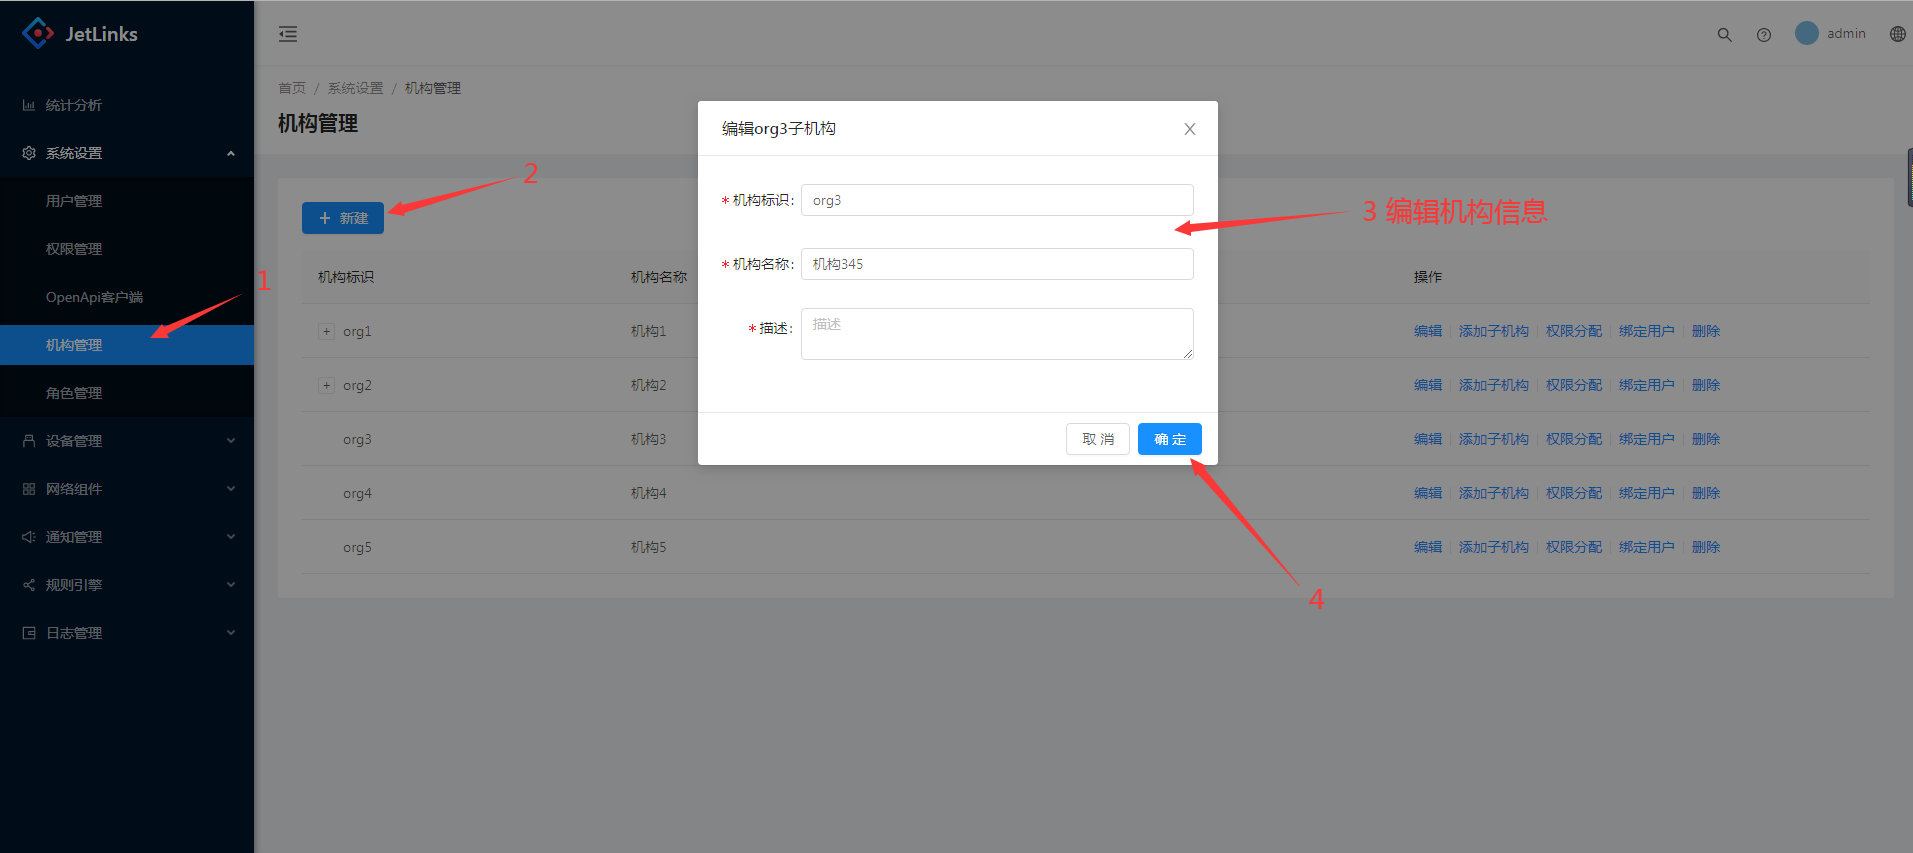 JetLinks
admin
统计分析
系统设置
用户管理
权限管理
OpenApi客户端
机构管理
角色管理
设备管理
网络组件
通知管理
规则引擎
日志管理
首页 / 系统设置 / 机构管理
机构管理
+ 新建
机构标识 机构名称 操作
+ org1 机构1 编辑 添加子机构 权限分配 绑定用户 删除
+ org2 机构2 编辑 添加子机构 权限分配 绑定用户 删除
org3 机构3 编辑 添加子机构 权限分配 绑定用户 删除
org4 机构4 编辑 添加子机构 权限分配 绑定用户 删除
org5 机构5 编辑 添加子机构 权限分配 绑定用户 删除
编辑org3子机构
* 机构标识: org3
* 机构名称: 机构345
* 描述: 描述
取 消 确 定
1
2
3 编辑机构信息
4